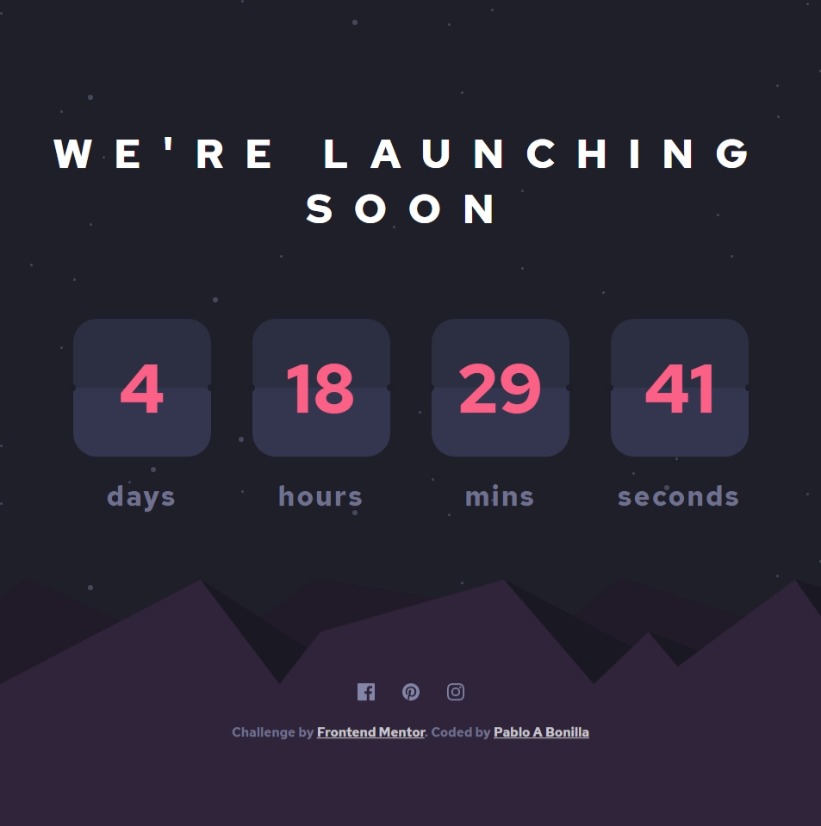 WE'RE LAUNCHING
SOON
4 18 29 41
days hours mins seconds
Challenge by Frontend Mentor. Coded by Pablo A Bonilla